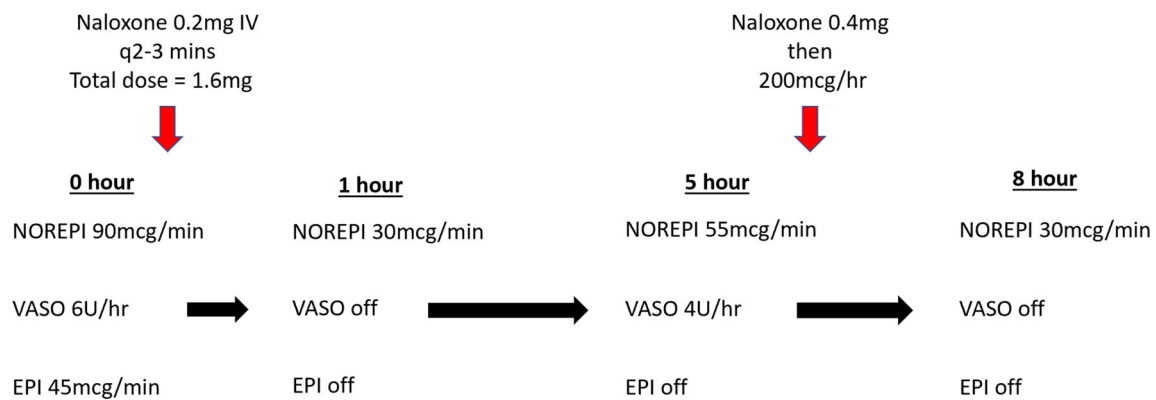 Naloxone 0.2mg IV
q2-3 mins
Total dose = 1.6mg
Naloxone 0.4mg
then
200mcg/hr
0 hour
1 hour
5 hour
8 hour
NOREPI 90mcg/min
NOREPI 30mcg/min
NOREPI 55mcg/min
NOREPI 30mcg/min
VASO 6U/hr
VASO off
VASO 4U/hr
VASO off
EPI 45mcg/min
EPI off
EPI off
EPI off